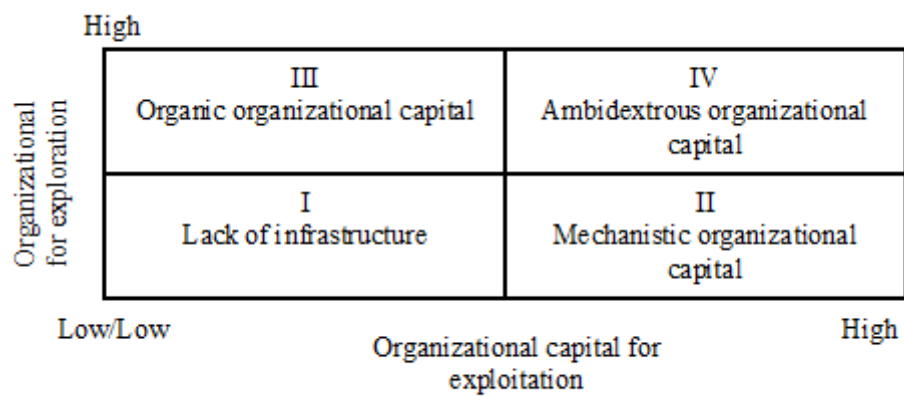 High
III
Organic organizational capital
IV
Ambidextrous organizational
capital
Organizational
for exploration
I
Lack of infrastructure
II
Mechanistic organizational
capital
Low/Low
High
Organizational capital for
exploitation